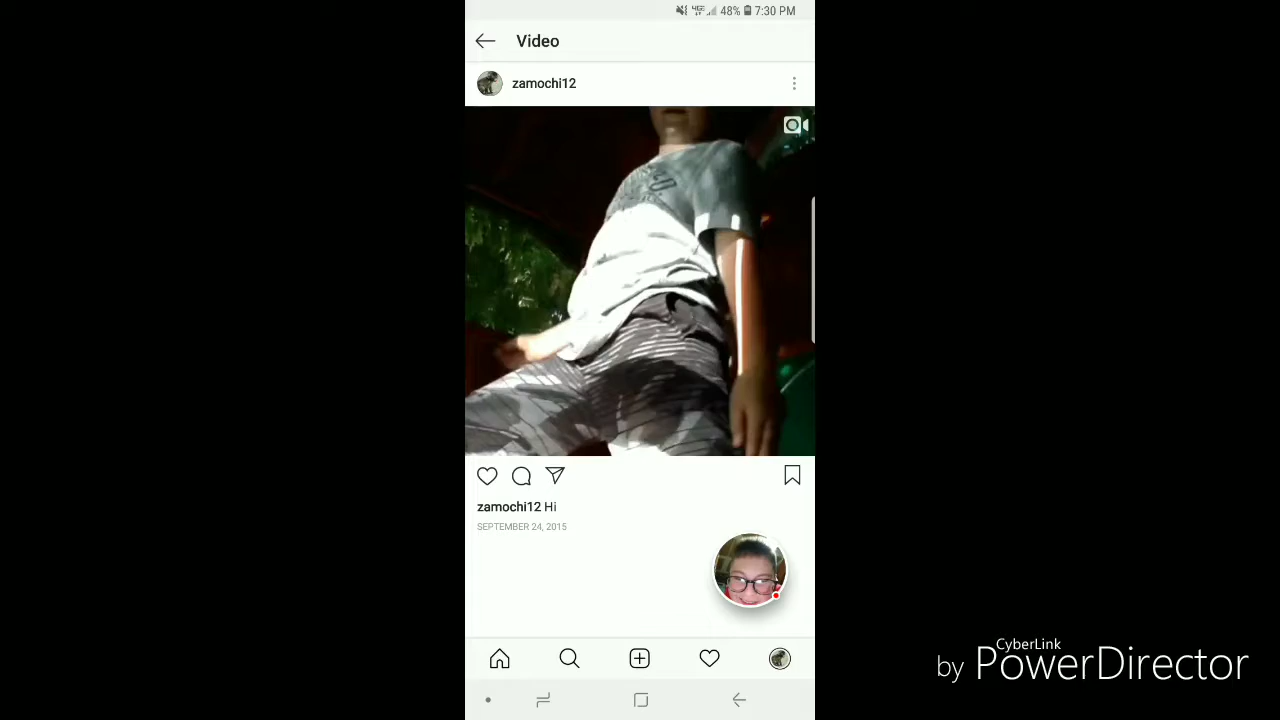 48% 7:30 PM
Video
zamochi12
zamochi12 Hi
SEPTEMBER 24, 2015
CyberLink
by PowerDirector